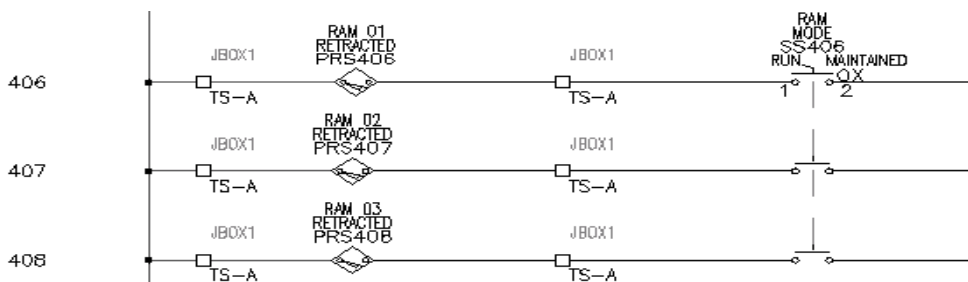 RAM 01
RETRACTED
PRS406
RAM
MODE
SS406
JBOX1
JBOX1
RUN MAINTAINED
406
OX
TS-A
TS-A
1 2
RAM 02
RETRACTED
PRS407
JBOX1
JBOX1
407
TS-A
TS-A
RAM 03
RETRACTED
PRS408
JBOX1
JBOX1
408
TS-A
TS-A